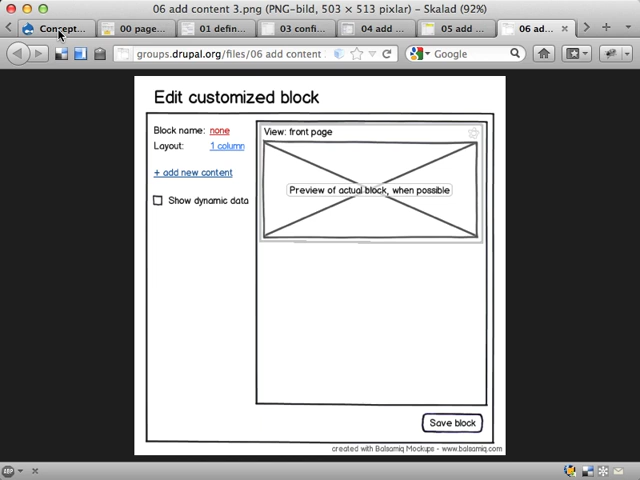 06 add content 3.png (PNG-bild, 503 × 513 pixlar) – Skalad (92%)
Concept...
00 page...
01 defin...
03 confi...
04 add ...
05 add ...
06 ad...
groups.drupal.org/files/06 add content
Google
Edit customized block
Block name: none
Layout: 1 column
+ add new content
Show dynamic data
View: front page
Preview of actual block, when possible
Save block
created with Balsamiq Mockups - www.balsamiq.com
ABP